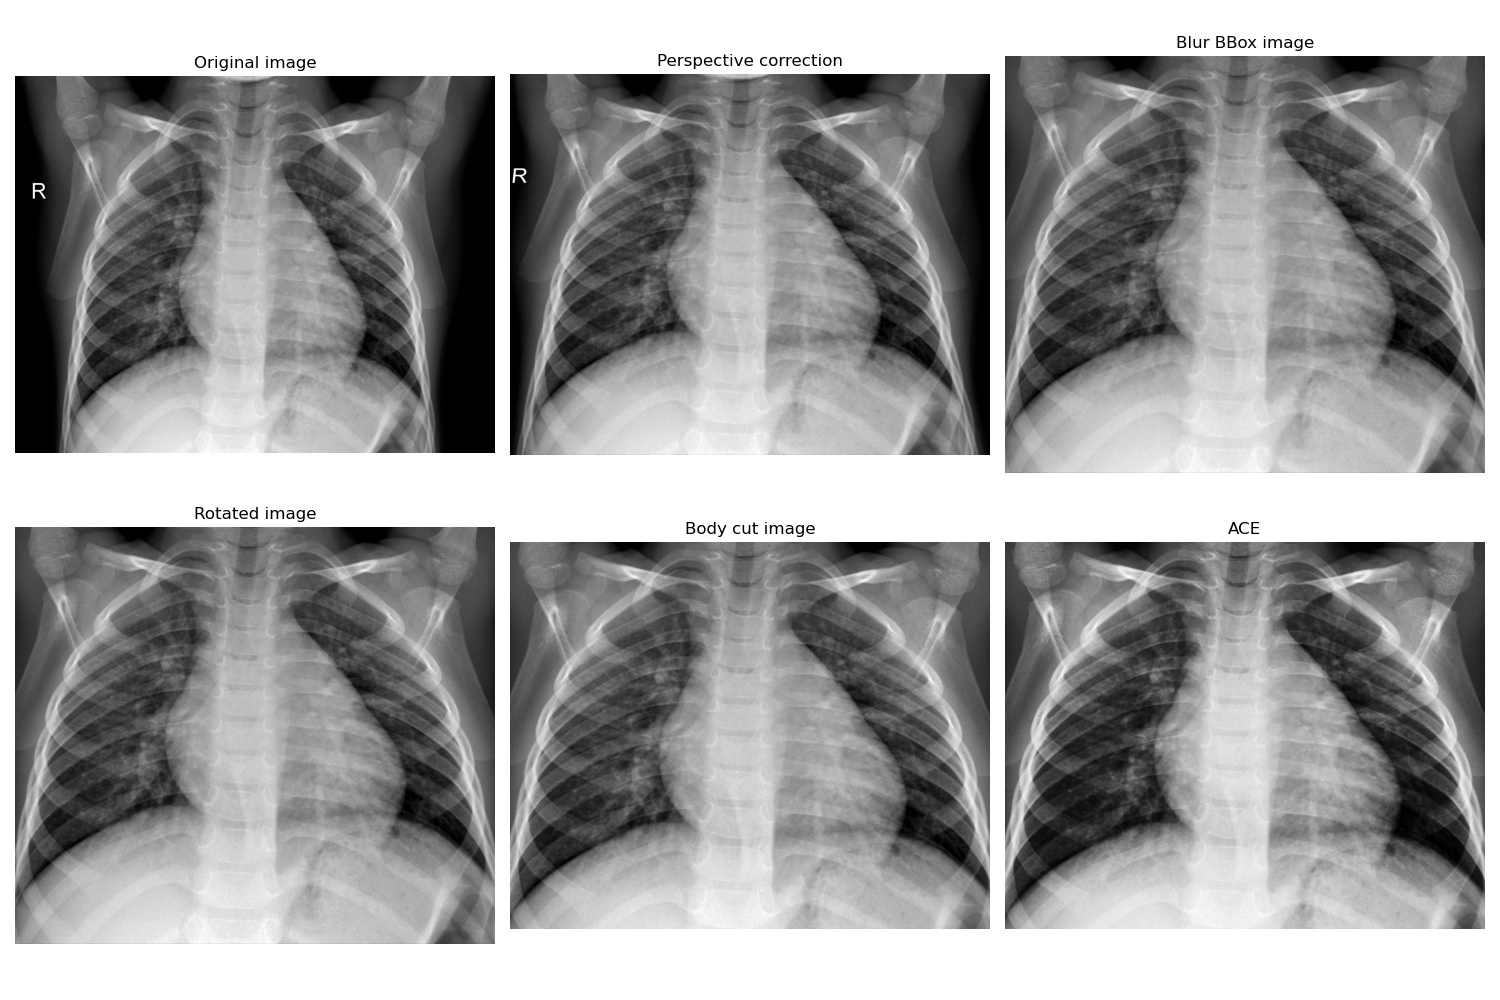 Original image
Perspective correction
Blur BBox image
R
R
Rotated image
Body cut image
ACE